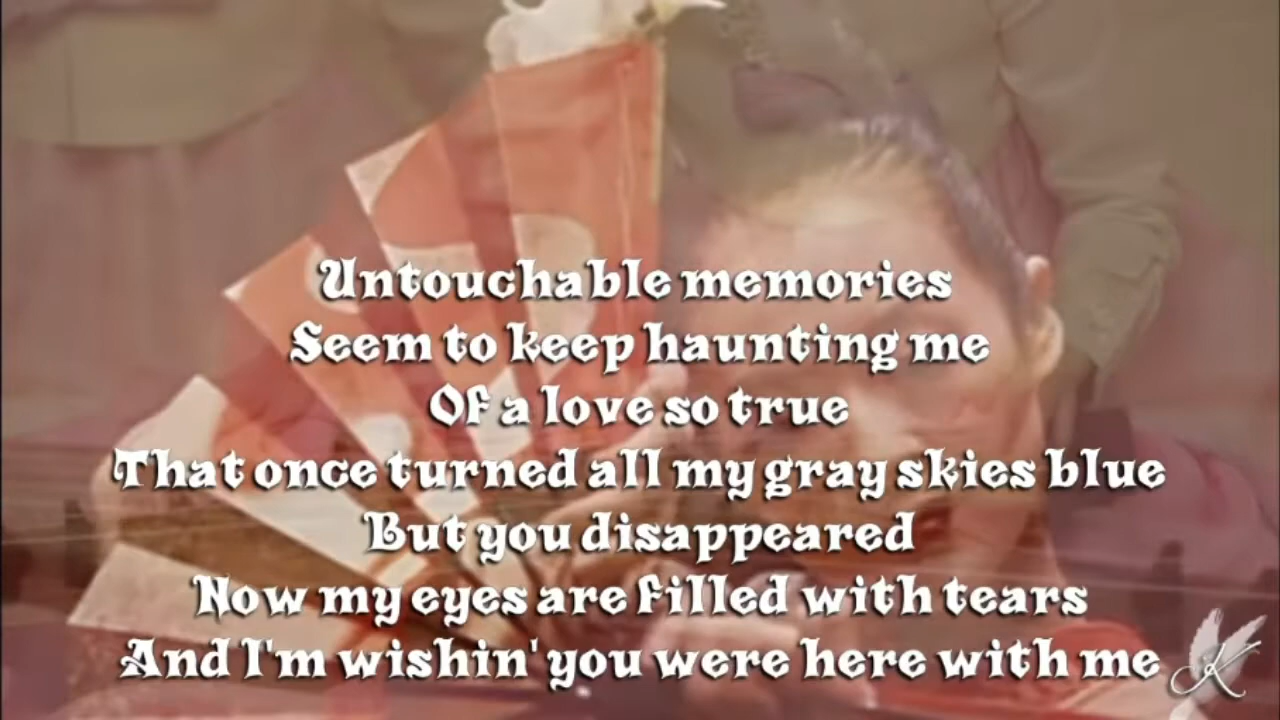 Untouchable memories
Seem to keep haunting me
Of a love so true
That once turned all my gray skies blue
But you disappeared
Now my eyes are filled with tears
And I'm wishin' you were here with me
K